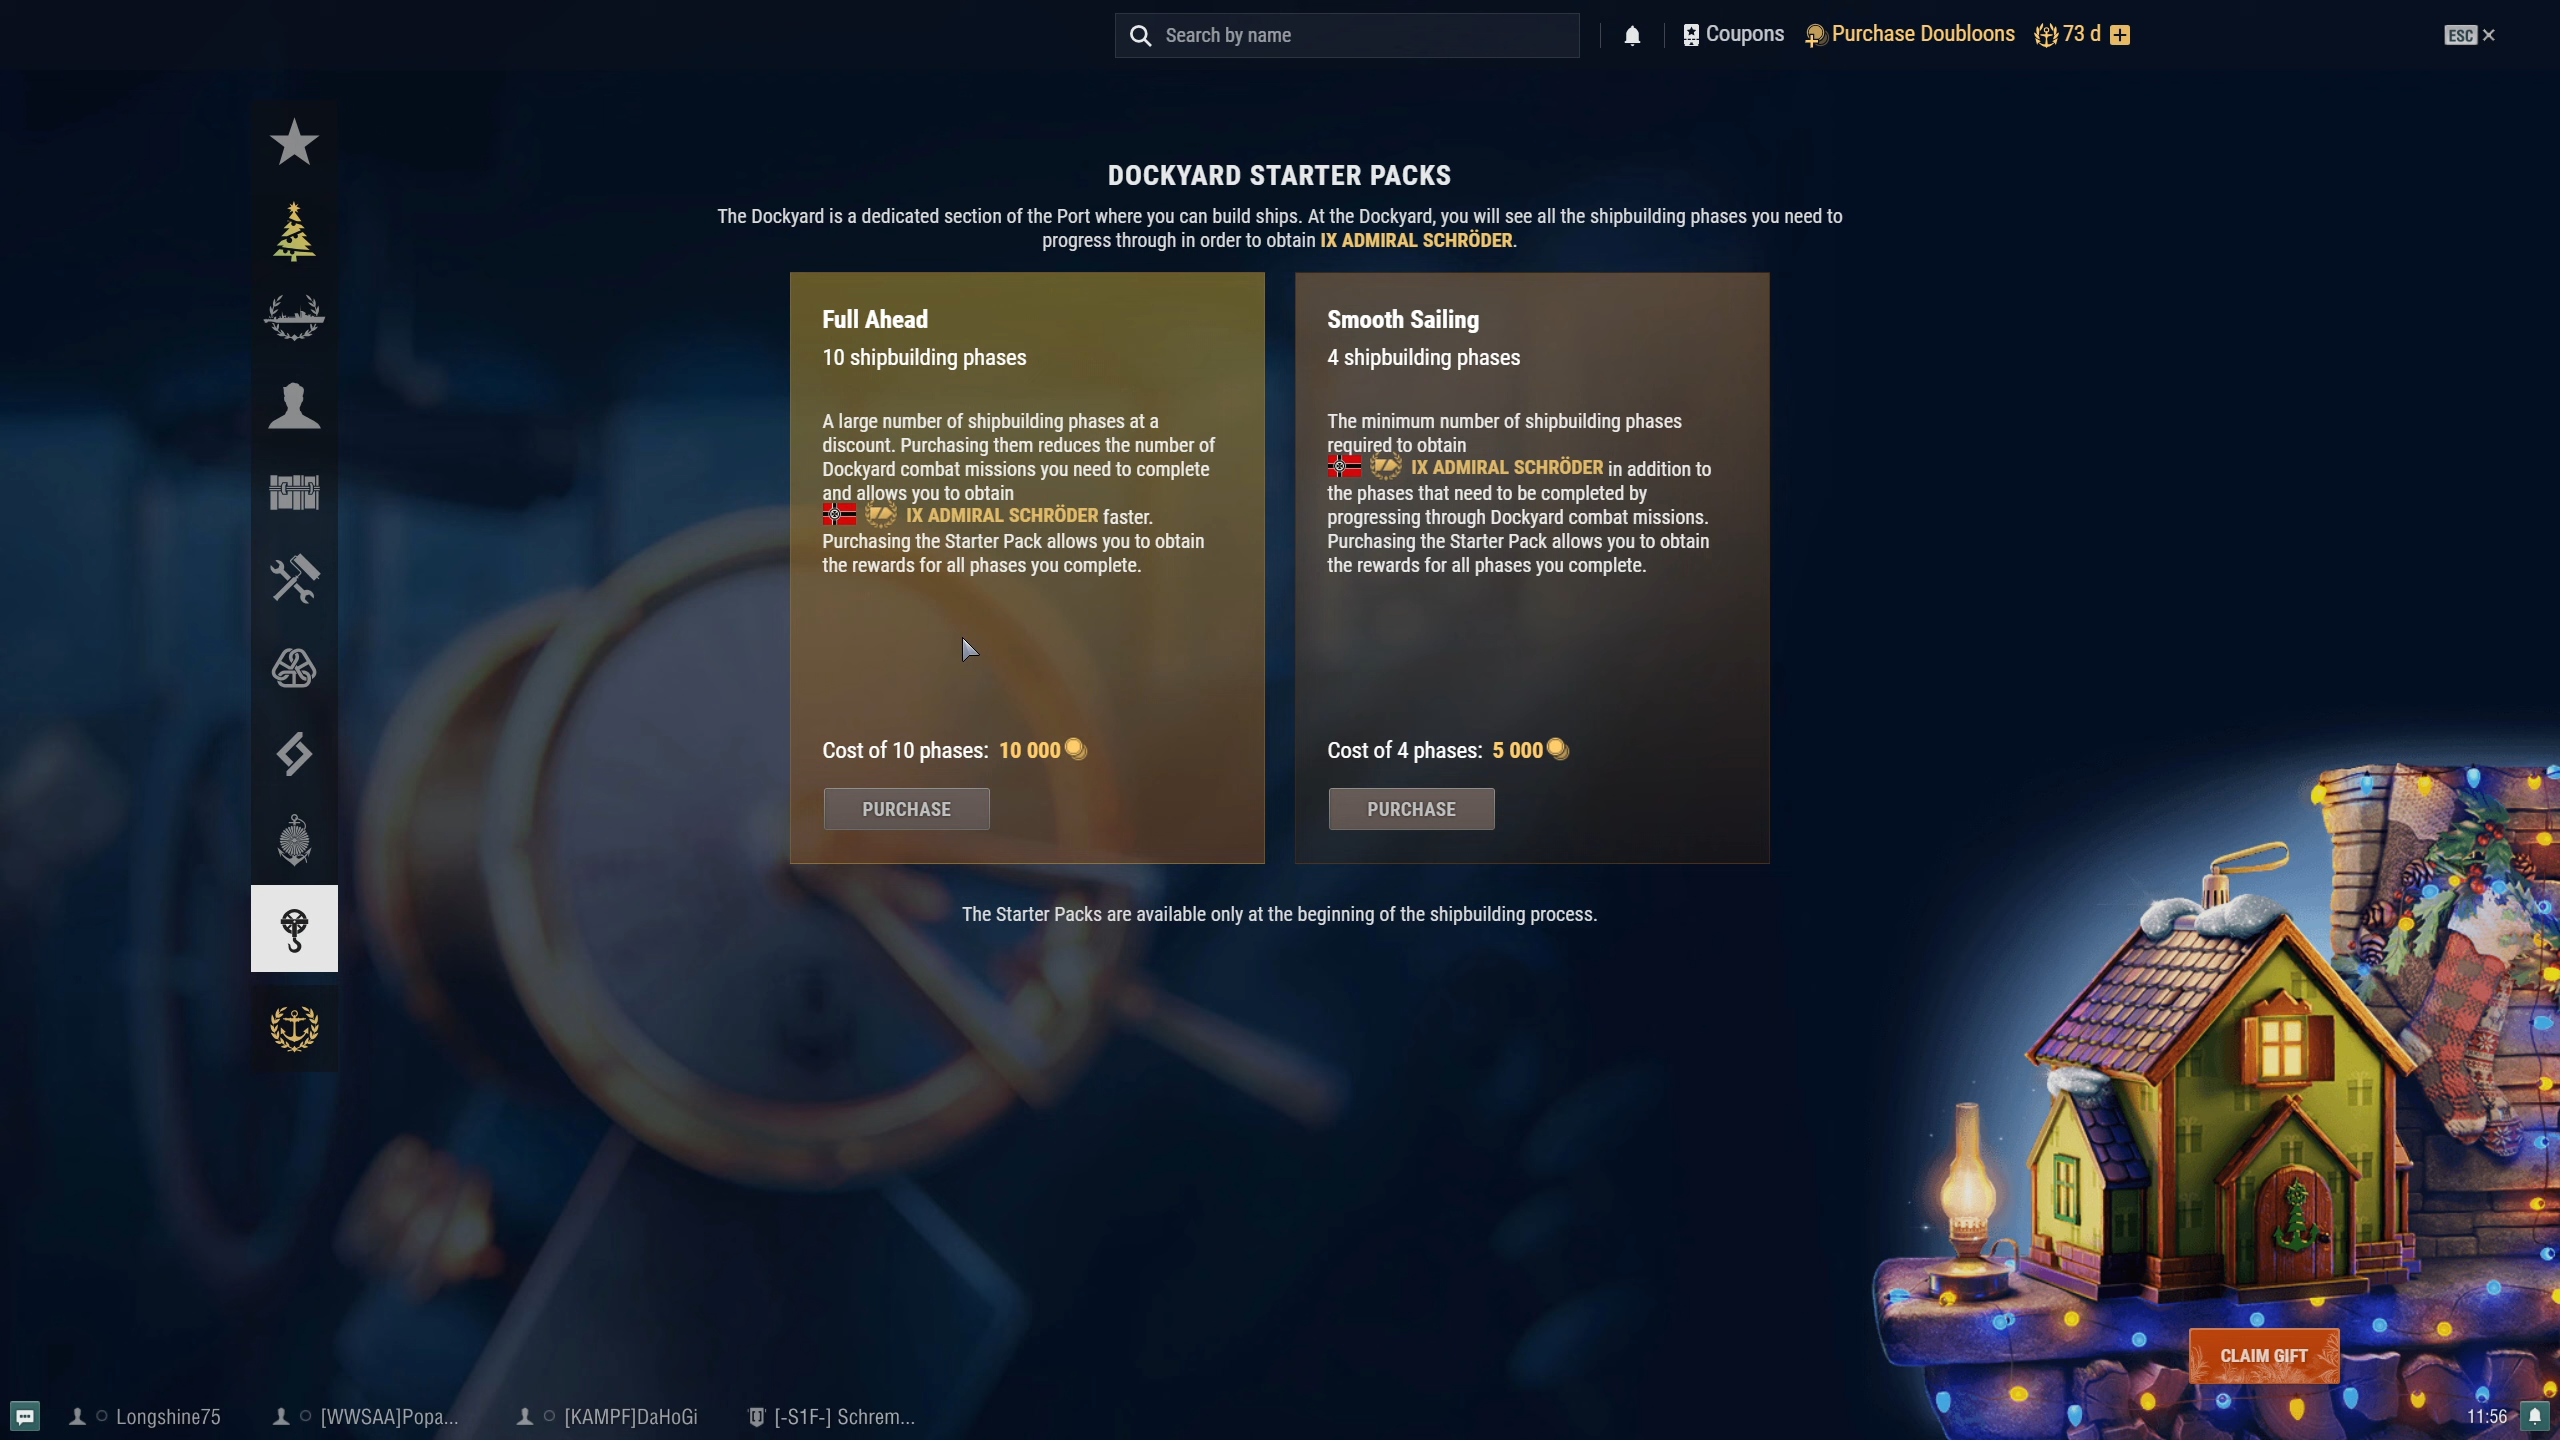 Search by name
Coupons
Purchase Doubloons
73 d
ESC
DOCKYARD STARTER PACKS
The Dockyard is a dedicated section of the Port where you can build ships. At the Dockyard, you will see all the shipbuilding phases you need to
progress through in order to obtain IX ADMIRAL SCHRÖDER.
Full Ahead
10 shipbuilding phases
A large number of shipbuilding phases at a
discount. Purchasing them reduces the number of
Dockyard combat missions you need to complete
and allows you to obtain
IX ADMIRAL SCHRÖDER faster.
Purchasing the Starter Pack allows you to obtain
the rewards for all phases you complete.
Cost of 10 phases: 10 000
PURCHASE
Smooth Sailing
4 shipbuilding phases
The minimum number of shipbuilding phases
required to obtain
IX ADMIRAL SCHRÖDER in addition to
the phases that need to be completed by
progressing through Dockyard combat missions.
Purchasing the Starter Pack allows you to obtain
the rewards for all phases you complete.
Cost of 4 phases: 5 000
PURCHASE
The Starter Packs are available only at the beginning of the shipbuilding process.
CLAIM GIFT
Longshine75
[WWSAA]Popa...
[KAMPF]DaHoGi
[-S1F-] Schrem...
11:56